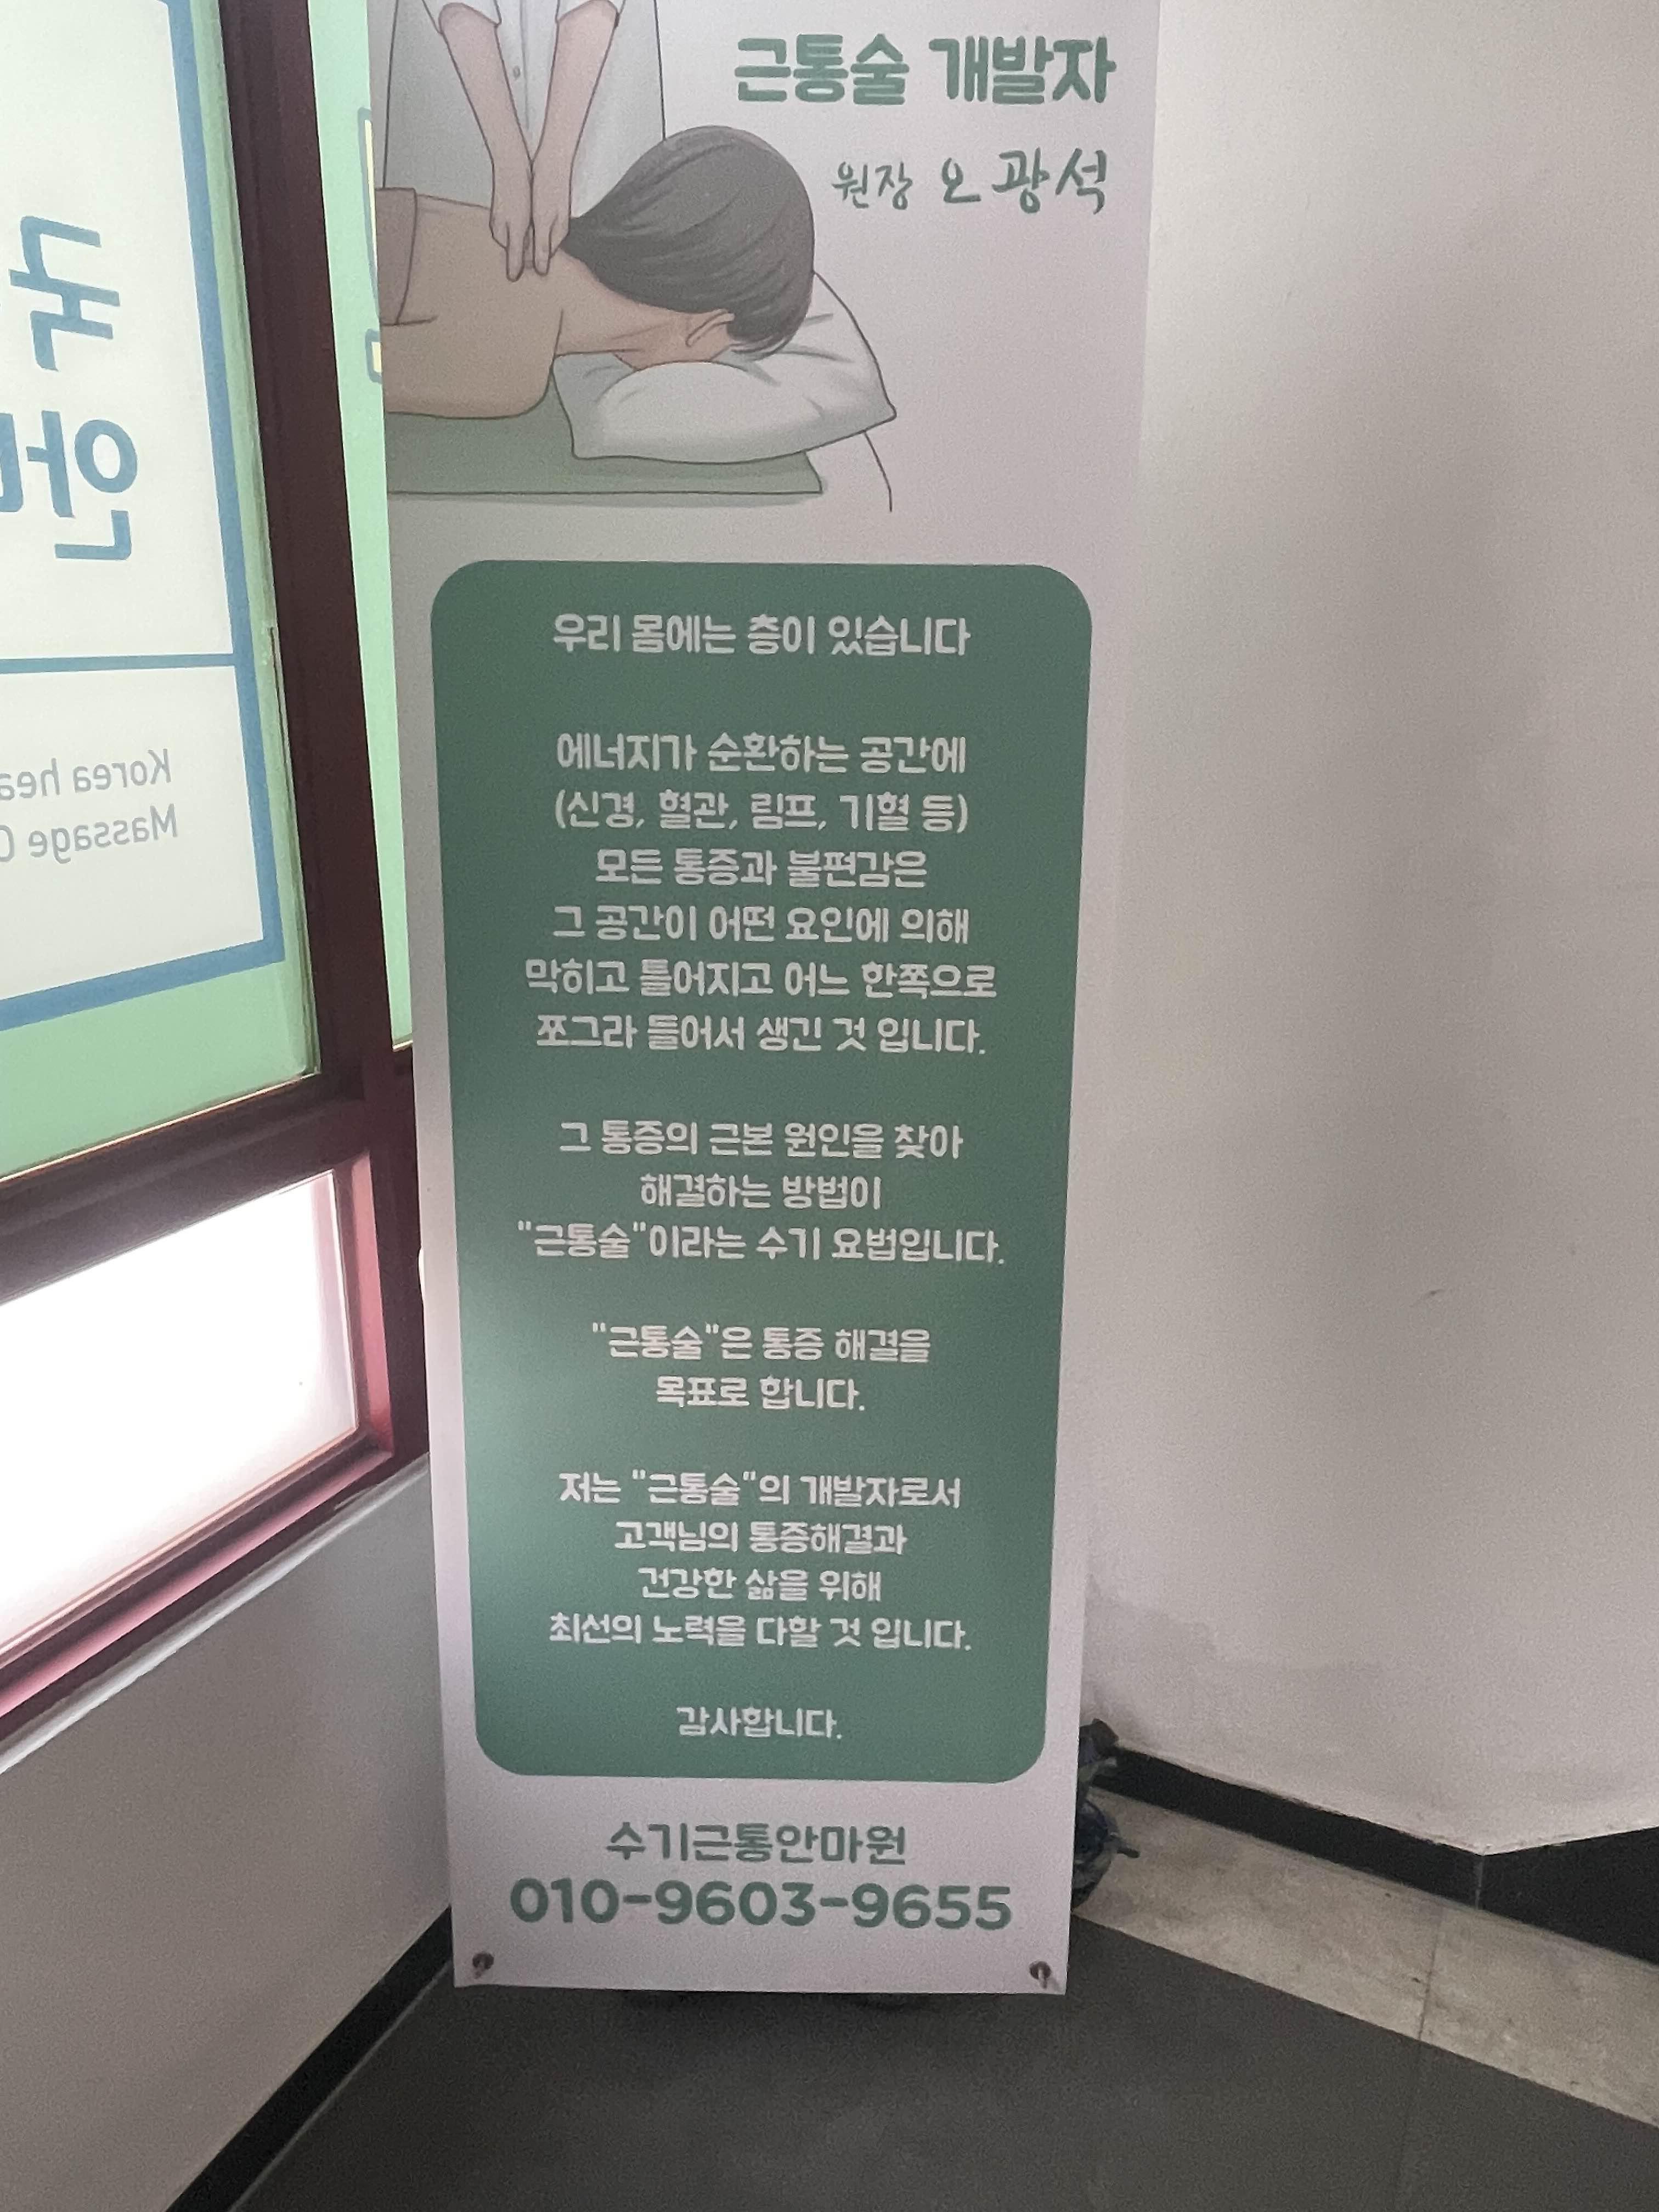 근통술 개발자
원장 오광석
우리 몸에는 층이 있습니다
에너지가 순환하는 공간에
(신경, 혈관, 림프, 기혈 등)
모든 통증과 불편감은
그 공간이 어떤 요인에 의해
막히고 틀어지고 어느 한쪽으로
쪼그라 들어서 생긴 것 입니다.
그 통증의 근본 원인을 찾아
해결하는 방법이
"근통술"이라는 수기 요법입니다.
"근통술"은 통증 해결을
목표로 합니다.
저는 "근통술"의 개발자로서
고객님의 통증해결과
건강한 삶을 위해
최선의 노력을 다할 것 입니다.
감사합니다.
수기근통안마원
010-9603-9655
Korea
Massage